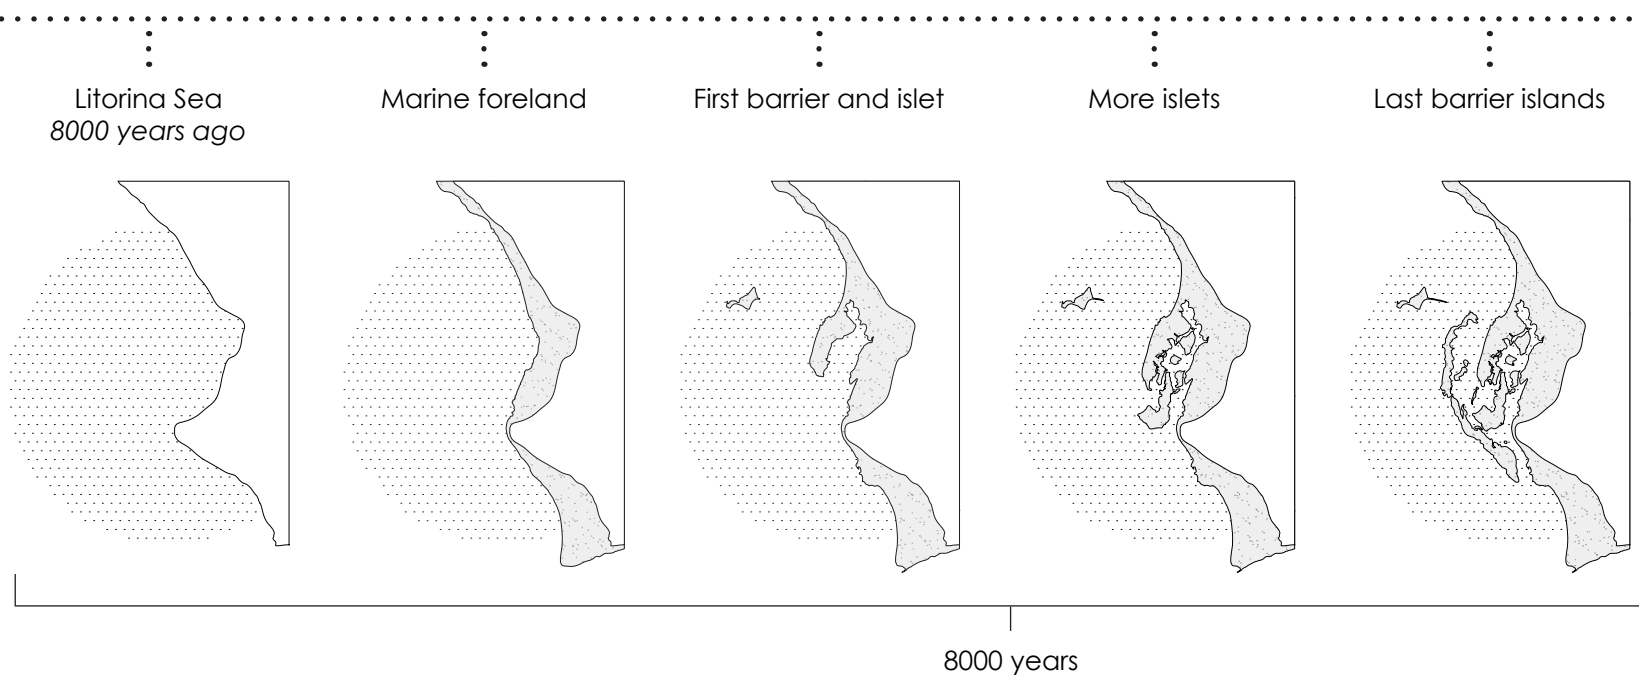 Litorina Sea
8000 years ago
Marine foreland
First barrier and islet
More islets
Last barrier islands
8000 years